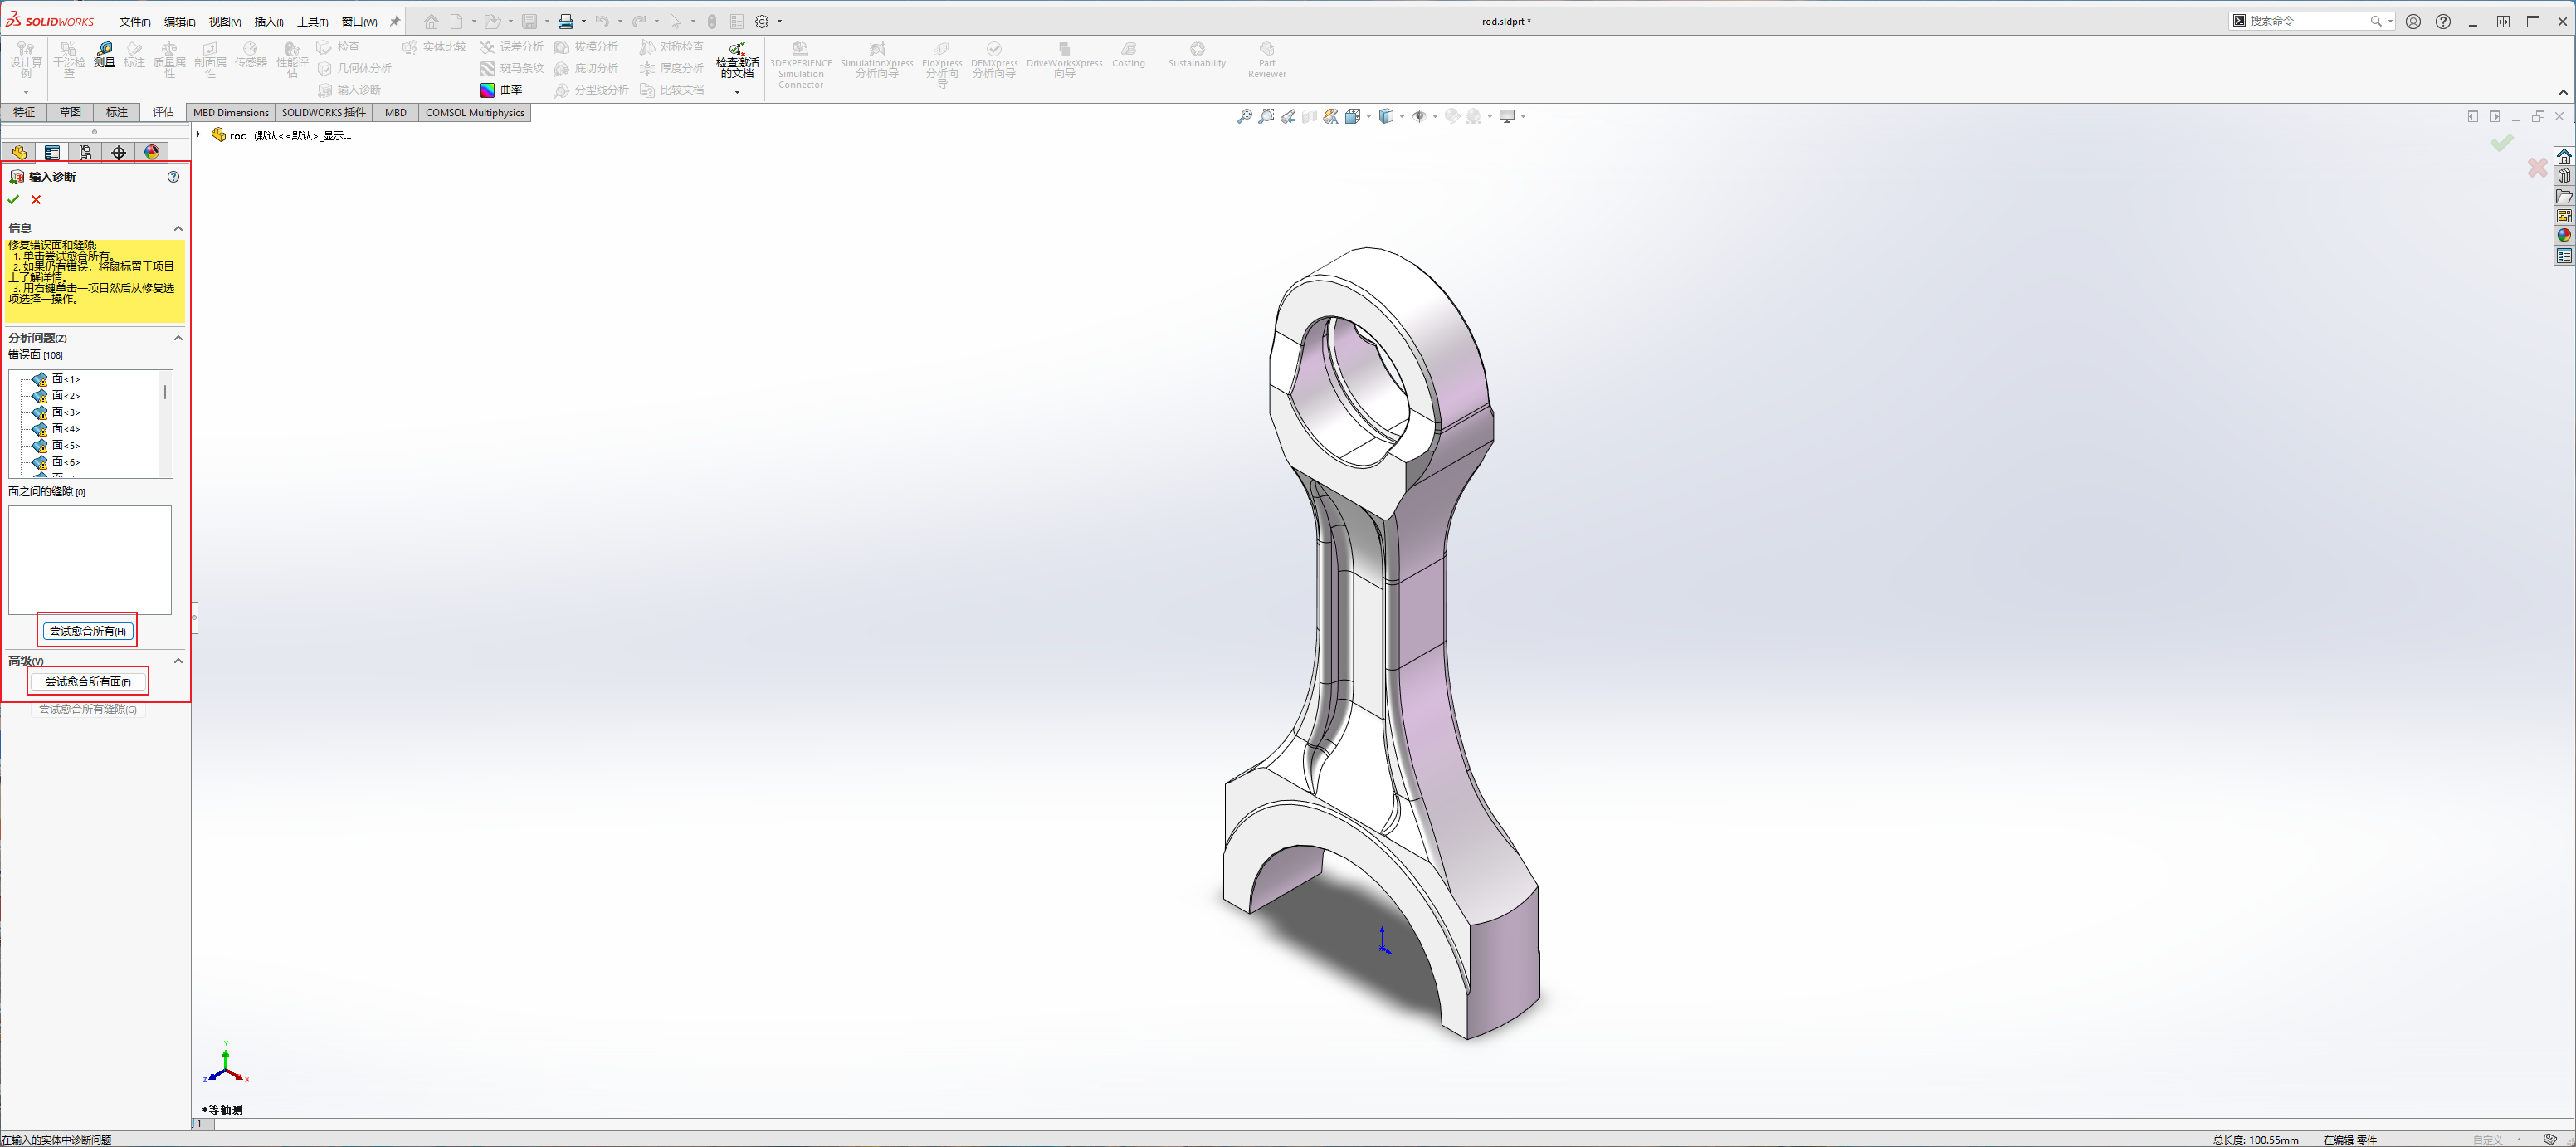 SOLIDWORKS 文件(F) 编辑(E) 视图(V) 插入(I) 工具(T) 窗口(W) rod.sldprt * 搜索命令
设计算例
干涉检查
测量
标注
质量属性
剖面属性
传感器
性能评估
检查
几何体分析
输入诊断
实体比较
误差分析
斑马条纹
曲率
拔模分析
底切分析
分型线分析
对称检查
厚度分析
比较文档
检查激活的文档
3DEXPERIENCE
Simulation
Connector
SimulationXpress
分析向导
FloXpress
分析向
导
DFMXpress
分析向导
DriveWorksXpress
向导
Costing
Sustainability
Part
Reviewer
特征 草图 标注 评估 MBD Dimensions SOLIDWORKS 插件 MBD COMSOL Multiphysics
rod (默认<<默认>_显示...
输入诊断
信息
修复错误面和缝隙:
1. 单击尝试愈合所有。
2. 如果仍有错误，将鼠标置于项目
上了解详情。
3. 用右键单击一项目然后从修复选
项选择一操作。
分析问题(Z)
错误面 [108]
面<1>
面<2>
面<3>
面<4>
面<5>
面<6>
面之间的缝隙 [0]
尝试愈合所有(H)
高级(V)
尝试愈合所有面(F)
尝试愈合所有缝隙(G)
Y
Z
X
*等轴测
1
在输入的实体中诊断问题
总长度: 100.55mm 在编辑 零件 自定义